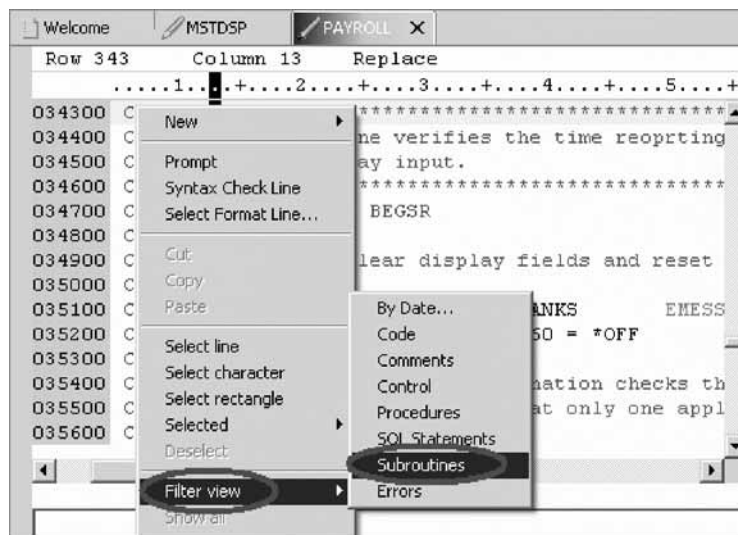 Welcome MSTDSP PAYROLL
Row 343 Column 13 Replace
.....1...+....2....+....3....+....4....+....5....+
034300 C *****************************
034400 C ne verifies the time reoprting
034500 C ay input.
034600 C *****************************
034700 C BEGSR
034800 C
034900 C lear display fields and reset
035000 C
035100 C ANKS EMESS
035200 C 60 = *OFF
035300 C
035400 C nation checks th
035500 C at only one appl
035600 C
New
Prompt
Syntax Check Line
Select Format Line...
Cut
Copy
Paste
Select line
Select character
Select rectangle
Selected
Deselect
Filter view
Show all
By Date...
Code
Comments
Control
Procedures
SQL Statements
Subroutines
Errors